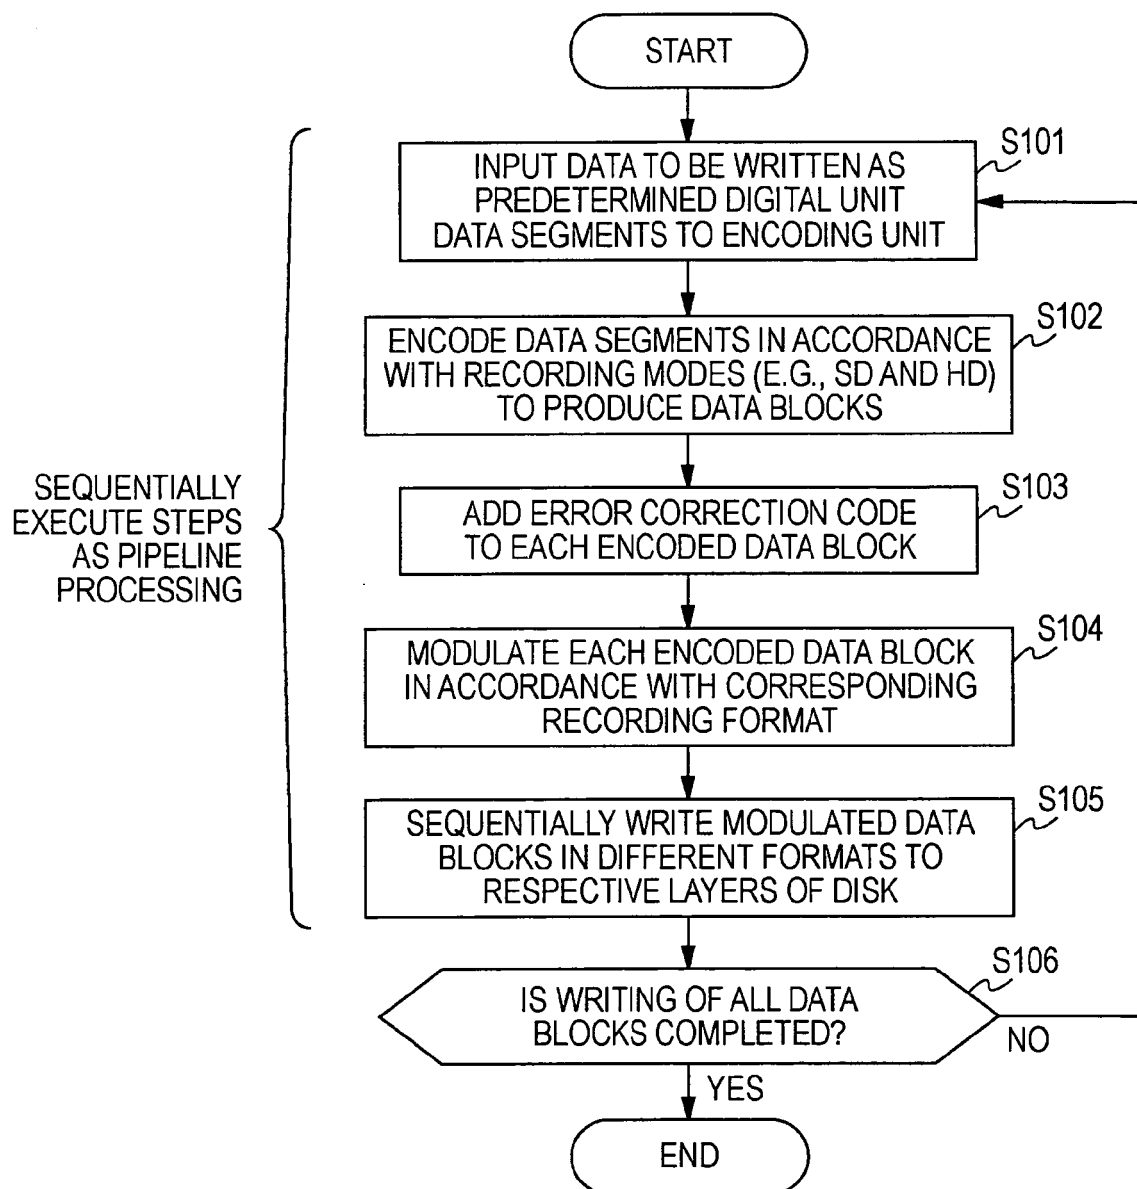 START
S101
INPUT DATA TO BE WRITTEN AS
PREDETERMINED DIGITAL UNIT
DATA SEGMENTS TO ENCODING UNIT
S102
ENCODE DATA SEGMENTS IN ACCORDANCE
WITH RECORDING MODES (E.G., SD AND HD)
TO PRODUCE DATA BLOCKS
SEQUENTIALLY
EXECUTE STEPS
AS PIPELINE
PROCESSING
S103
ADD ERROR CORRECTION CODE
TO EACH ENCODED DATA BLOCK
S104
MODULATE EACH ENCODED DATA BLOCK
IN ACCORDANCE WITH CORRESPONDING
RECORDING FORMAT
S105
SEQUENTIALLY WRITE MODULATED DATA
BLOCKS IN DIFFERENT FORMATS TO
RESPECTIVE LAYERS OF DISK
S106
IS WRITING OF ALL DATA
BLOCKS COMPLETED?
NO
YES
END